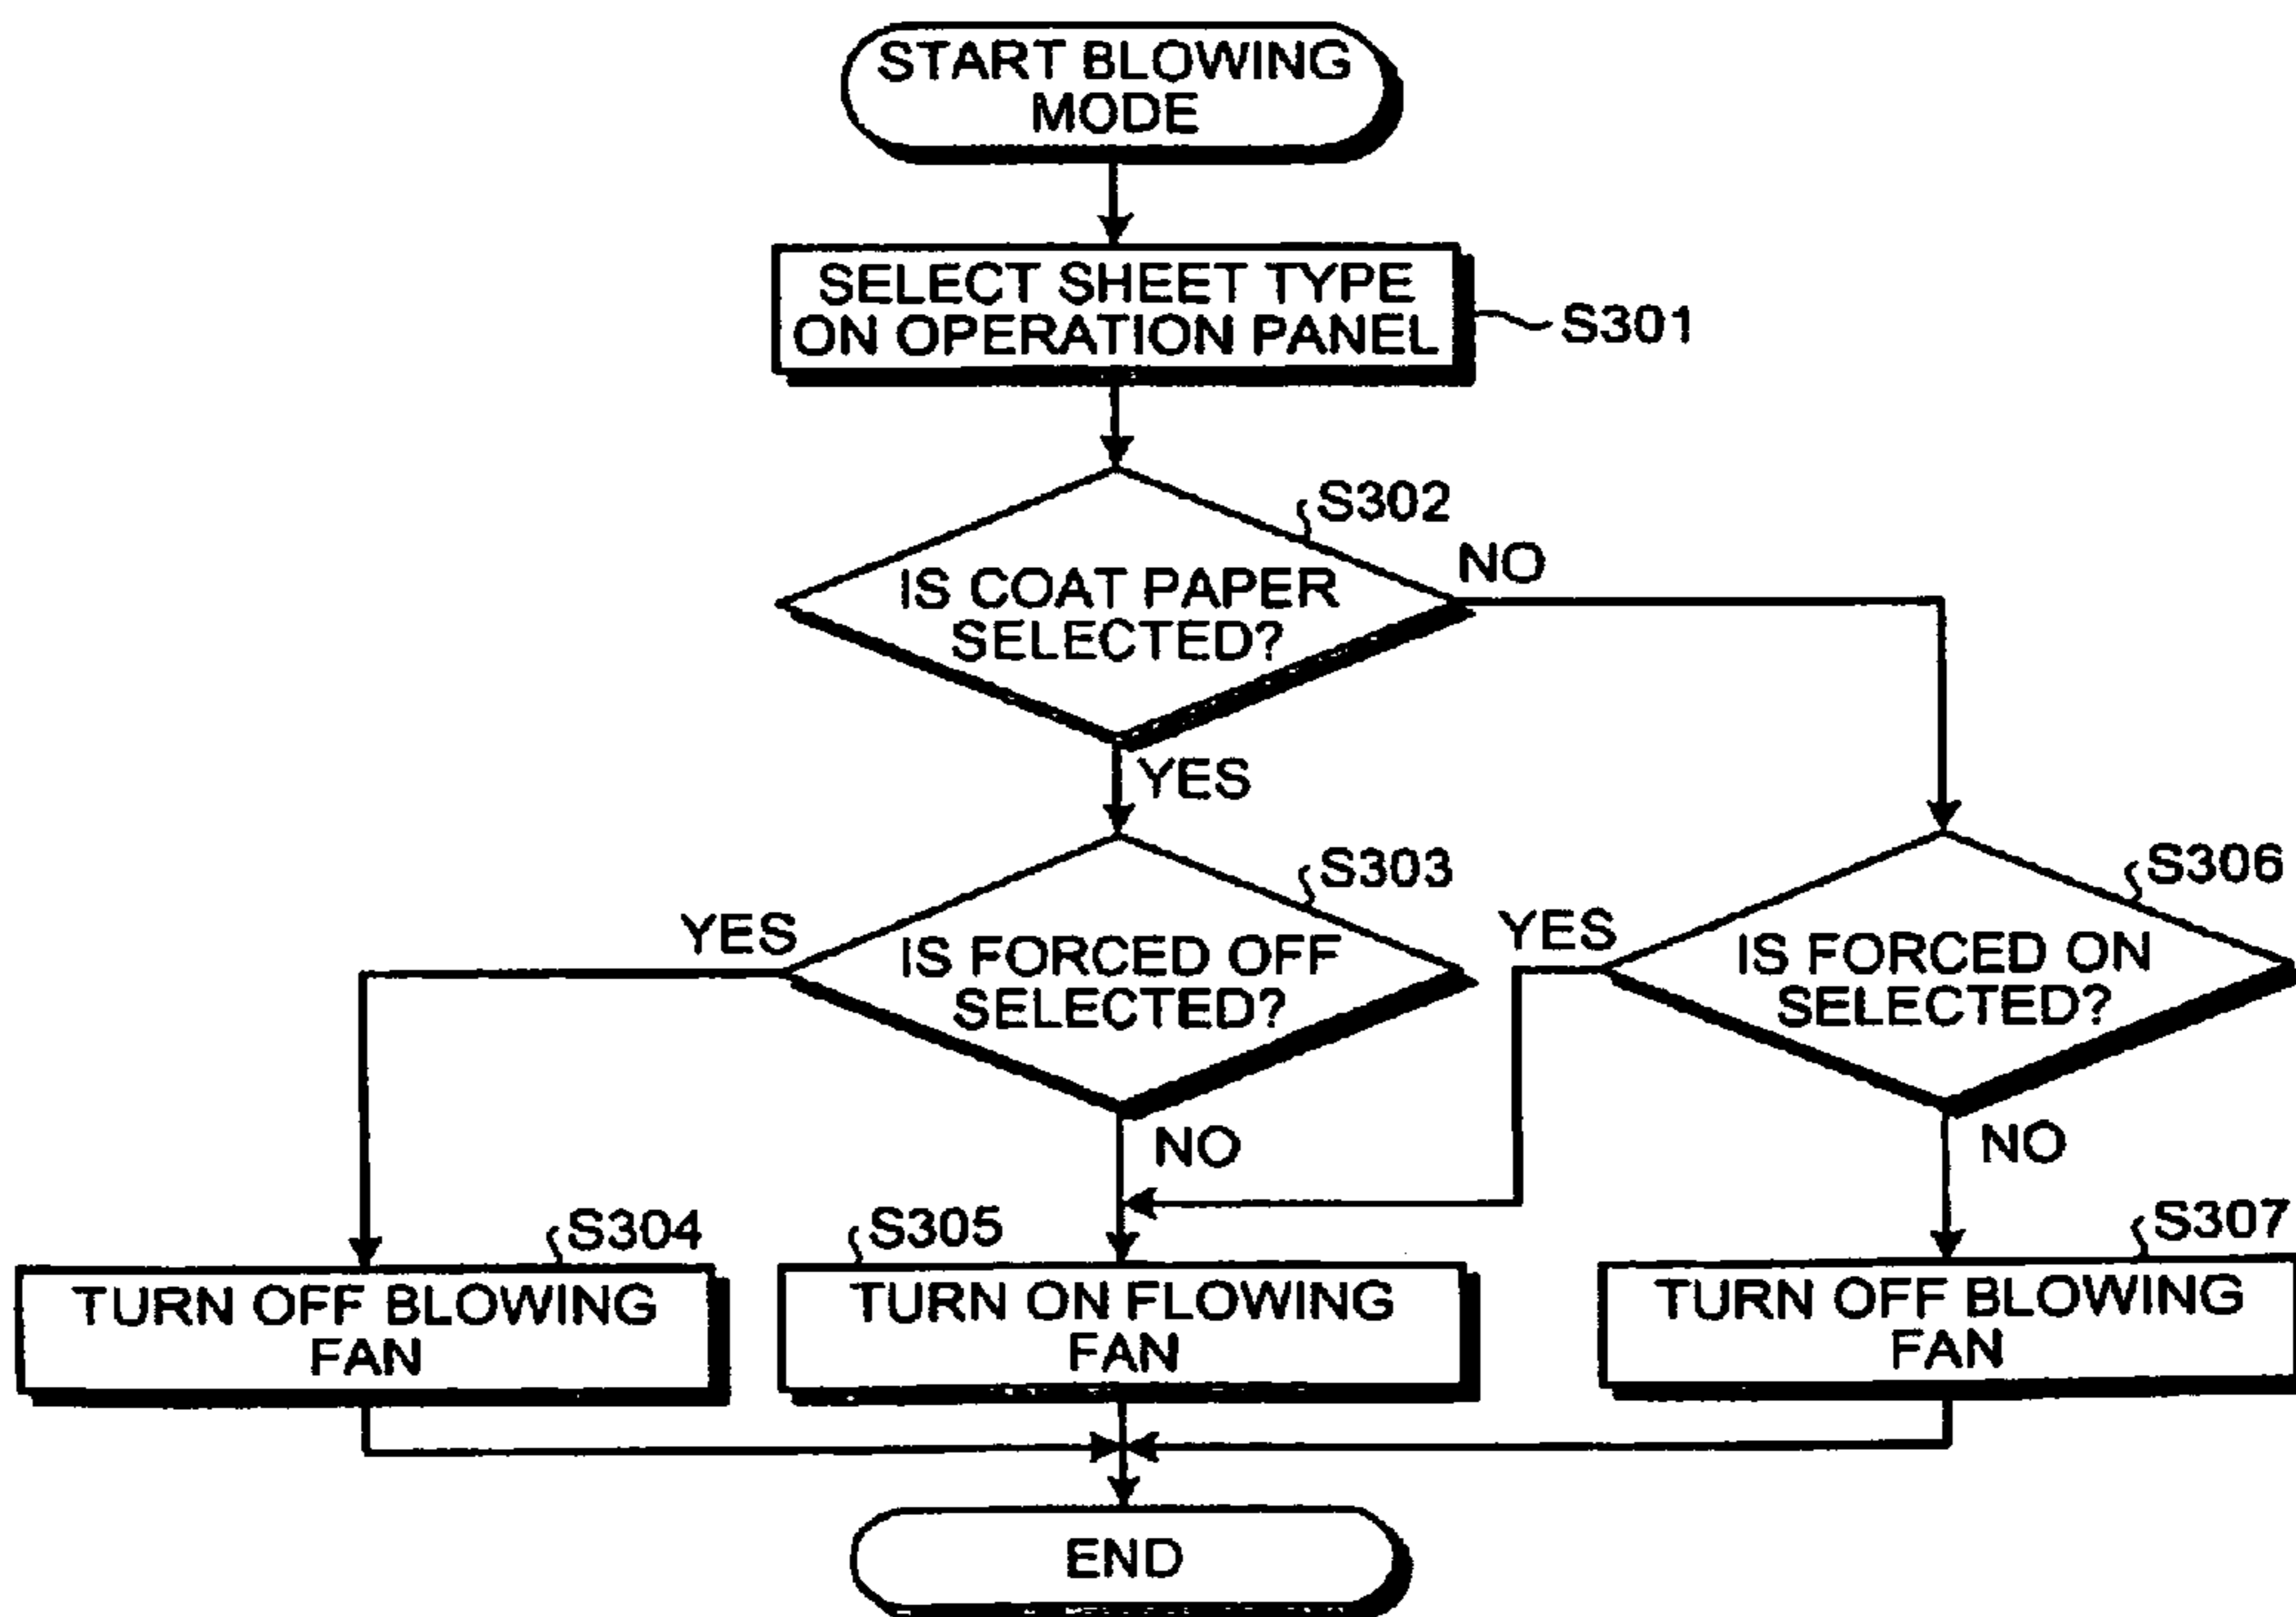 START BLOWING
MODE
SELECT SHEET TYPE
ON OPERATION PANEL
S301
S302
IS COAT PAPER
SELECTED?
NO
YES
S303
IS FORCED OFF
SELECTED?
YES
NO
S306
IS FORCED ON
SELECTED?
YES
NO
S304
TURN OFF BLOWING
FAN
S305
TURN ON FLOWING
FAN
S307
TURN OFF BLOWING
FAN
END